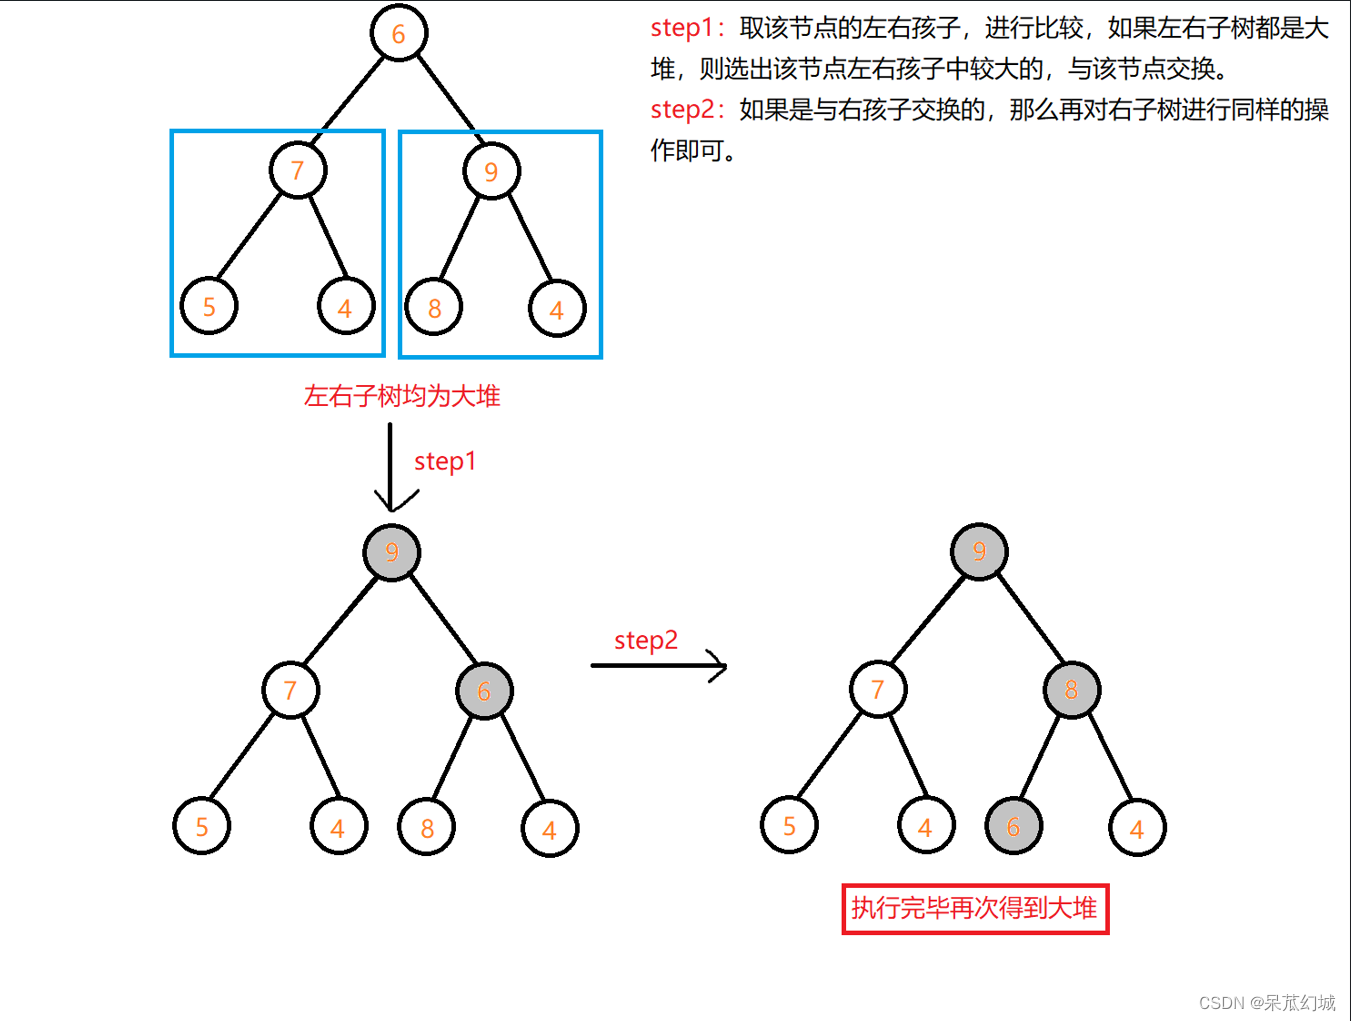 6
step1：取该节点的左右孩子，进行比较，如果左右子树都是大
堆，则选出该节点左右孩子中较大的，与该节点交换。
step2：如果是与右孩子交换的，那么再对右子树进行同样的操
作即可。
7
9
5
4
8
4
左右子树均为大堆
step1
9
7
6
5
4
8
4
step2
9
7
8
5
4
6
4
执行完毕再次得到大堆
CSDN @呆苽幻城